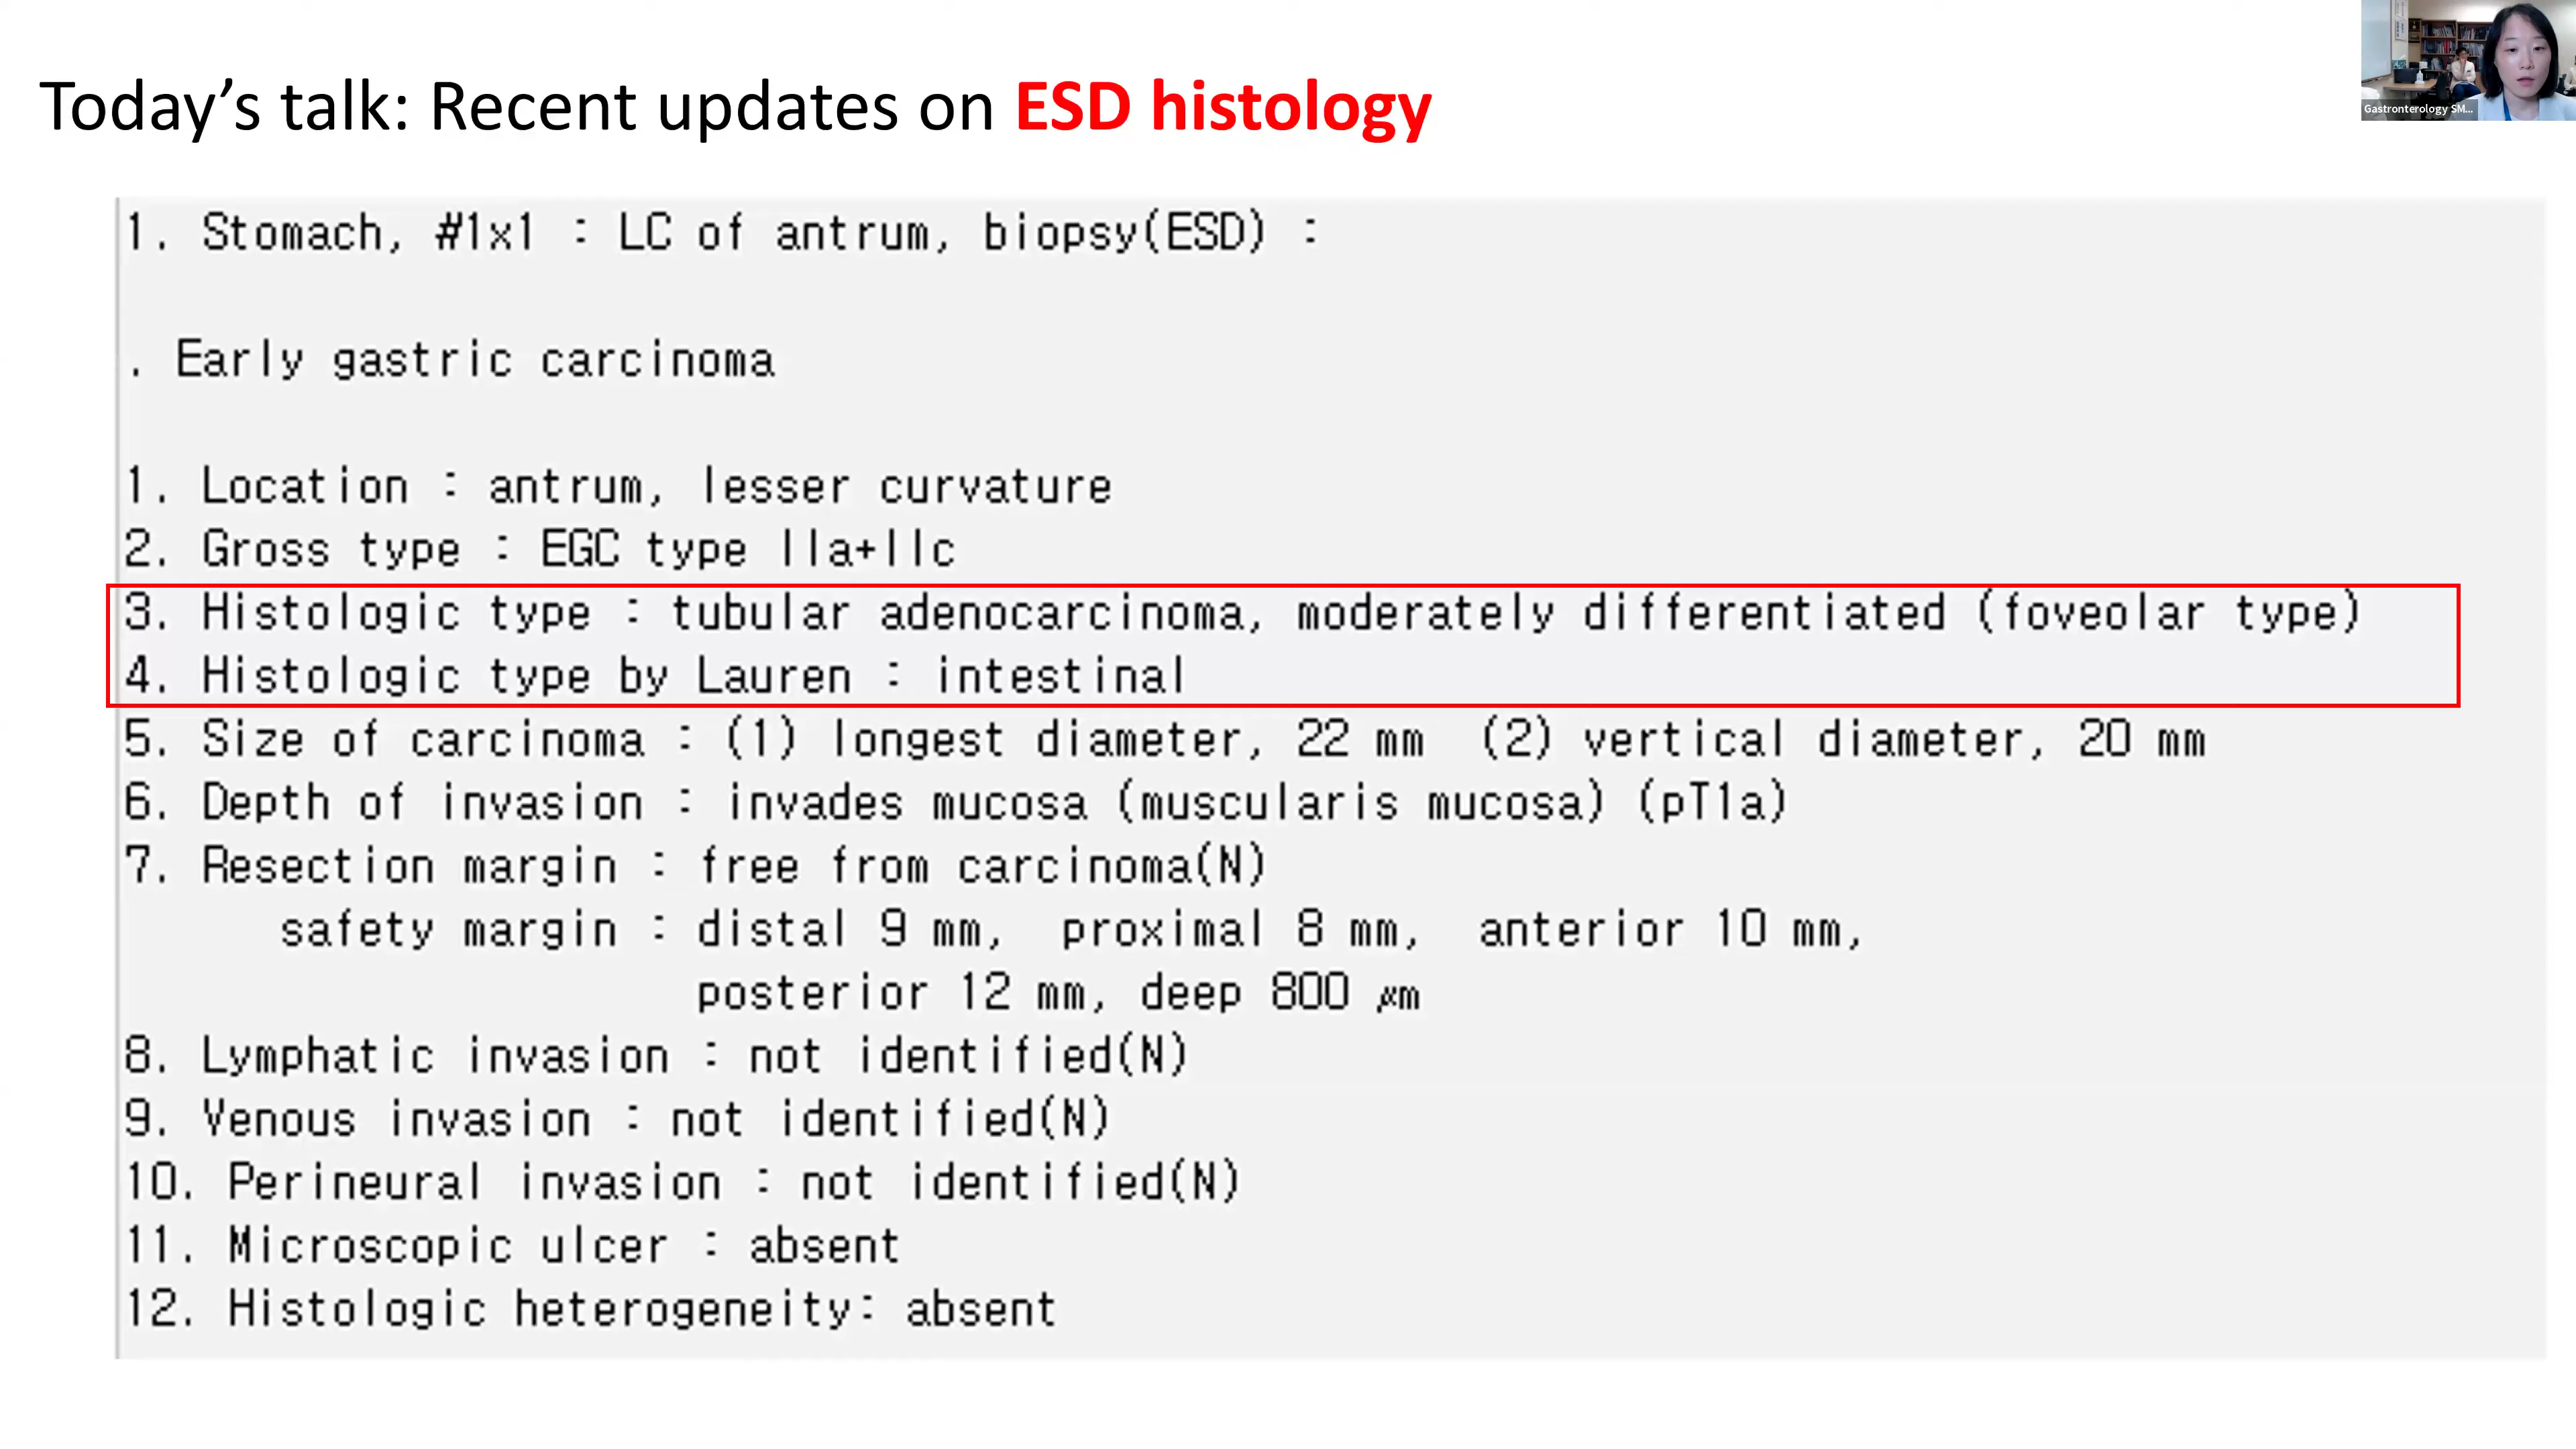 Today's talk: Recent updates on ESD histology
Gastronterology SM...
1. Stomach, #1x1 : LC of antrum, biopsy(ESD) :
. Early gastric carcinoma
1. Location : antrum, lesser curvature
2. Gross type : EGC type IIa+IIc
3. Histologic type : tubular adenocarcinoma, moderately differentiated (foveolar type)
4. Histologic type by Lauren : intestinal
5. Size of carcinoma : (1) longest diameter, 22 mm (2) vertical diameter, 20 mm
6. Depth of invasion : invades mucosa (muscularis mucosa) (pT1a)
7. Resection margin : free from carcinoma(N)
safety margin : distal 9 mm, proximal 8 mm, anterior 10 mm,
posterior 12 mm, deep 800 μm
8. Lymphatic invasion : not identified(N)
9. Venous invasion : not identified(N)
10. Perineural invasion : not identified(N)
11. Microscopic ulcer : absent
12. Histologic heterogeneity: absent